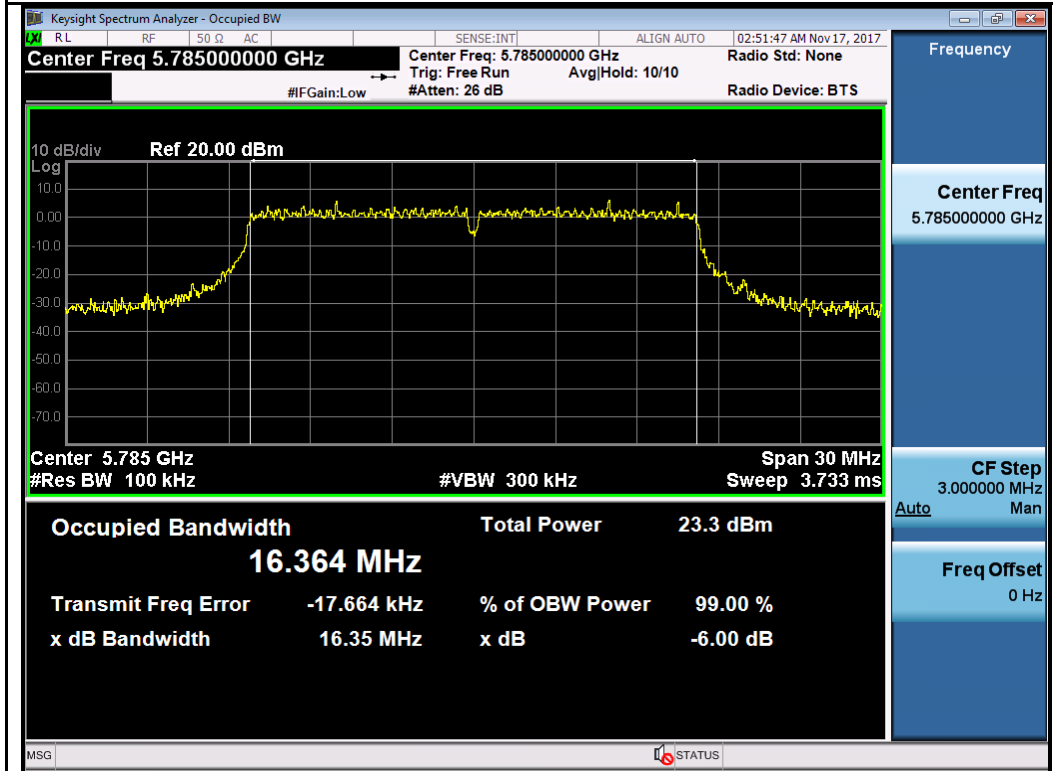 Keysight Spectrum Analyzer - Occupied BW
LXI RL RF 50 Ω AC SENSE:INT ALIGN AUTO 02:51:47 AM Nov 17, 2017
Center Freq 5.785000000 GHz
Center Freq: 5.785000000 GHz Radio Std: None
Trig: Free Run Avg|Hold: 10/10
#IFGain:Low #Atten: 26 dB Radio Device: BTS
10 dB/div Ref 20.00 dBm
Log
10.0
0.00
-10.0
-20.0
-30.0
-40.0
-50.0
-60.0
-70.0
Center 5.785 GHz Span 30 MHz
#Res BW 100 kHz #VBW 300 kHz Sweep 3.733 ms
Occupied Bandwidth Total Power 23.3 dBm
16.364 MHz
Transmit Freq Error -17.664 kHz % of OBW Power 99.00 %
x dB Bandwidth 16.35 MHz x dB -6.00 dB
Frequency
Center Freq
5.785000000 GHz
CF Step
3.000000 MHz
Auto Man
Freq Offset
0 Hz
MSG STATUS